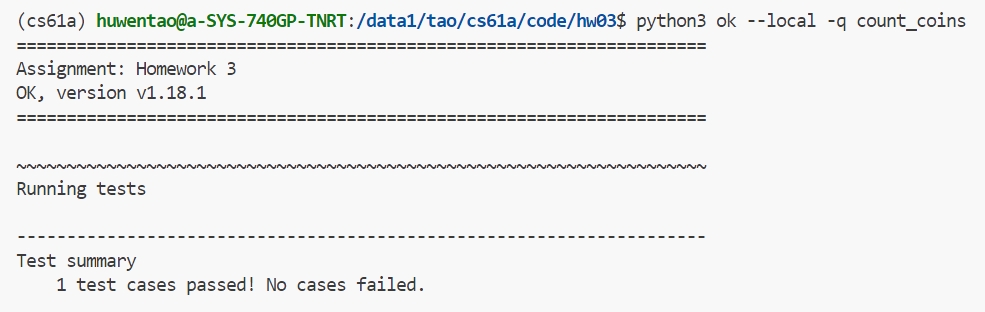 (cs61a) huwentao@a-SYS-740GP-TNRT:/data1/tao/cs61a/code/hw03$ python3 ok --local -q count_coins
=====================================================================
Assignment: Homework 3
OK, version v1.18.1
=====================================================================
~~~~~~~~~~~~~~~~~~~~~~~~~~~~~~~~~~~~~~~~~~~~~~~~~~~~~~~~~~~~~~~~~~~~~
Running tests
---------------------------------------------------------------------
Test summary
    1 test cases passed! No cases failed.